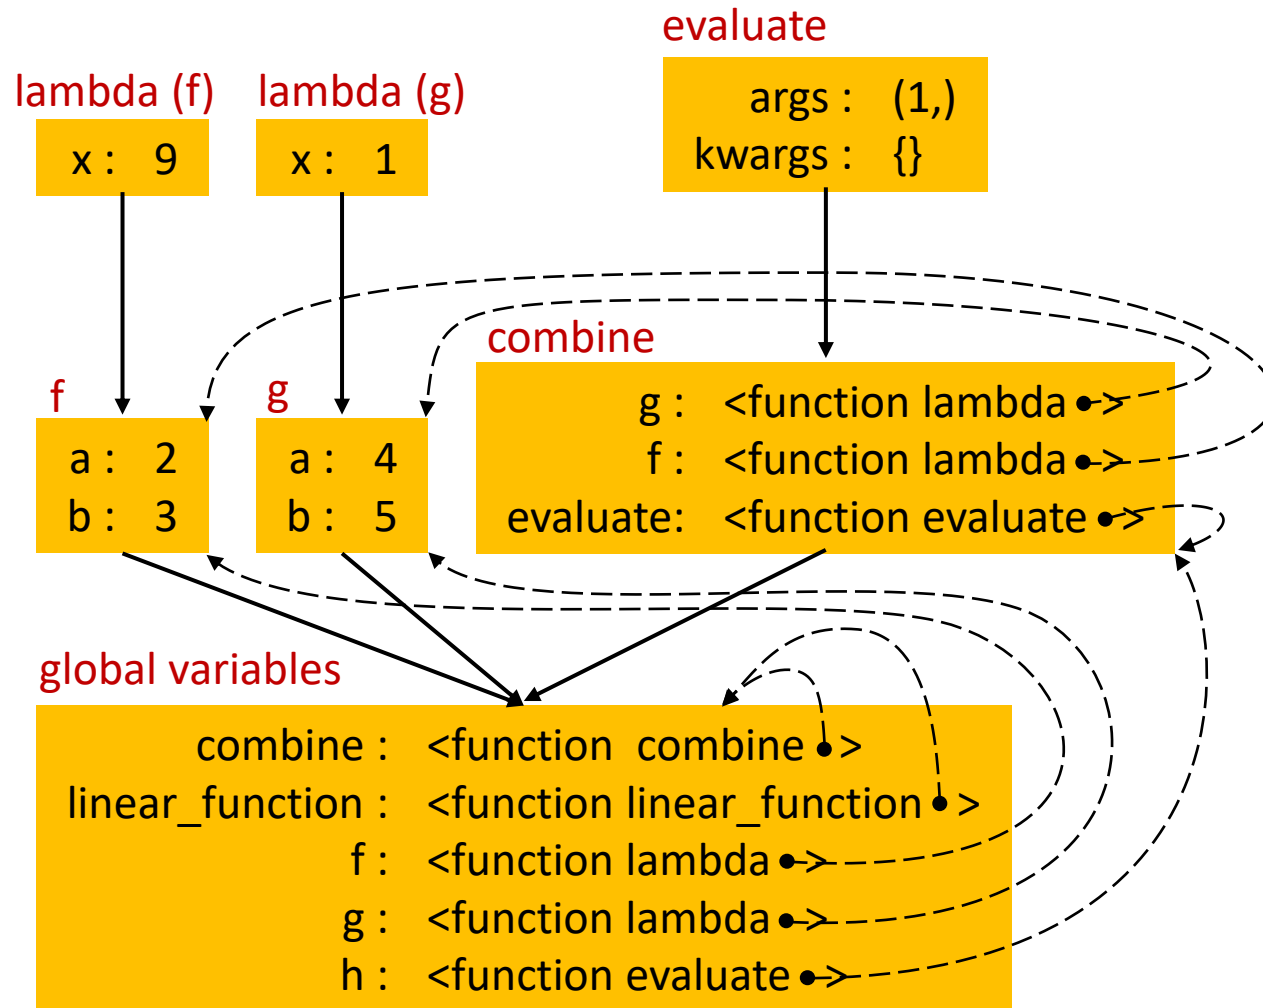 evaluate
args : (1,)
kwargs : {}
lambda (f)
x : 9
lambda (g)
x : 1
combine
g : <function lambda >
f : <function lambda >
evaluate: <function evaluate >
f
a : 2
b : 3
g
a : 4
b : 5
global variables
combine : <function combine >
linear_function : <function linear_function >
f : <function lambda >
g : <function lambda >
h : <function evaluate >